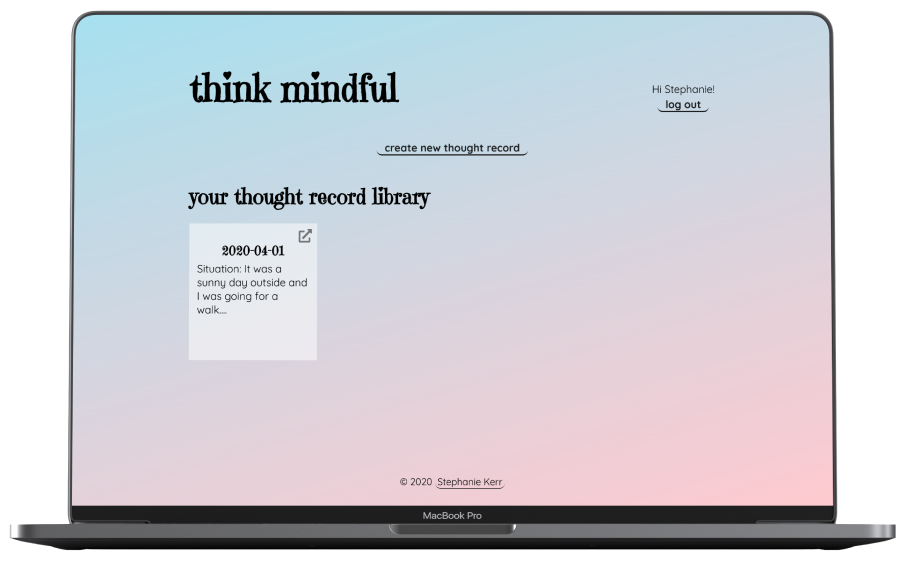 think mindful
Hi Stephanie!
log out
create new thought record
your thought record library
2020-04-01
Situation: It was a
sunny day outside and
I was going for a
walk....
© 2020 Stephanie Kerr
MacBook Pro